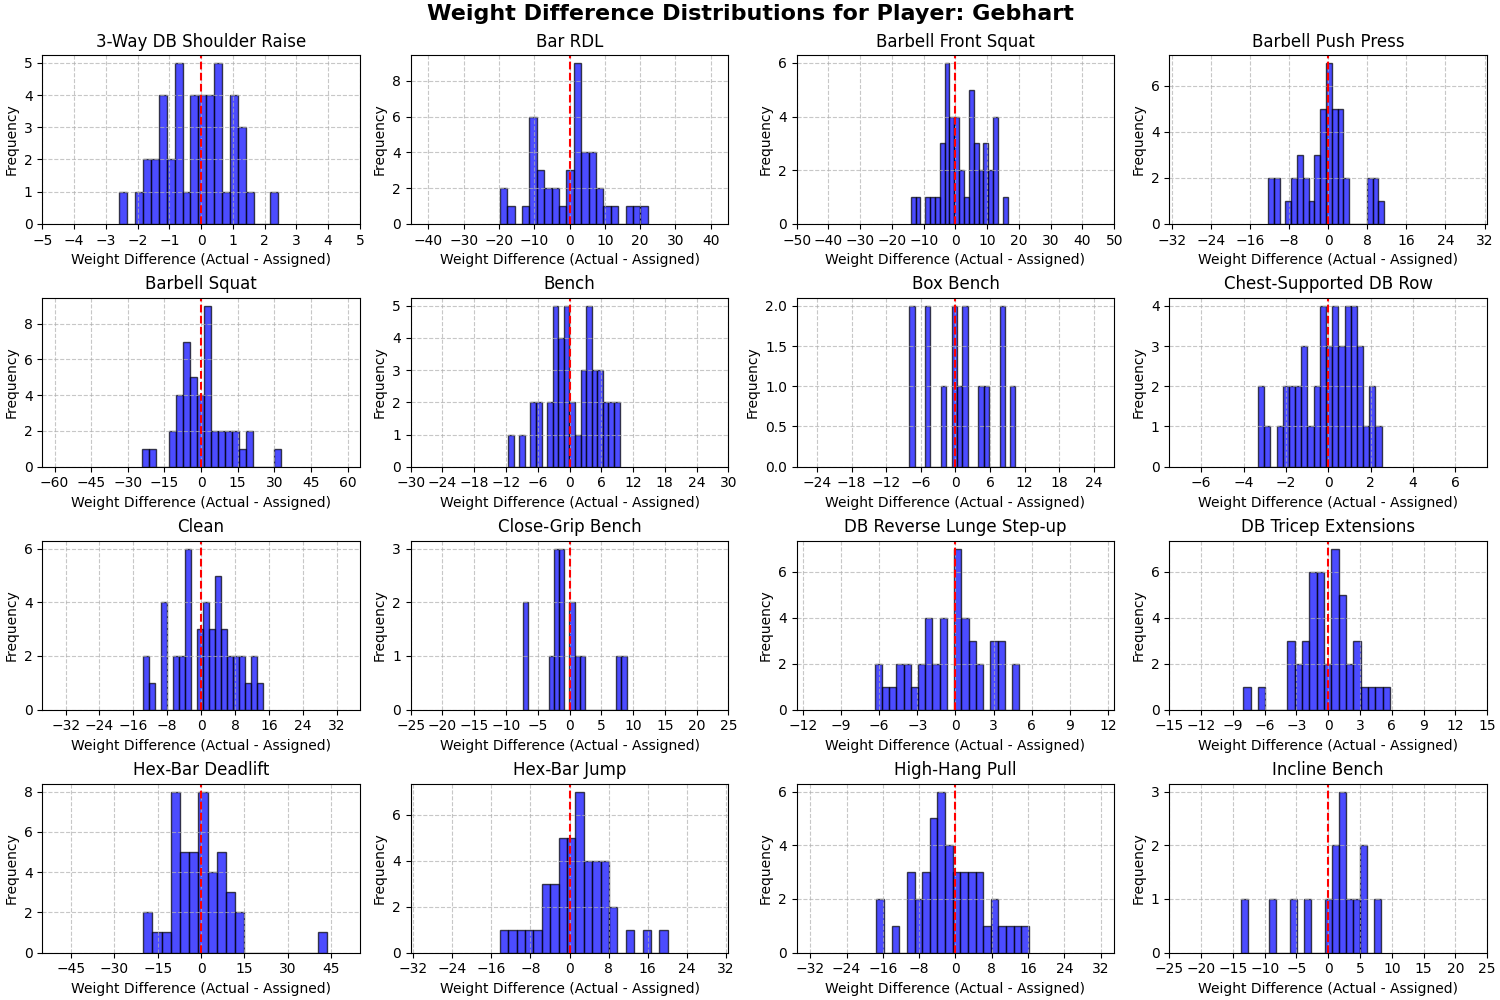 Weight Difference Distributions for Player: Gebhart
3-Way DB Shoulder Raise
Frequency
0 1 2 3 4 5
−5 −4 −3 −2 −1 0 1 2 3 4 5
Weight Difference (Actual - Assigned)
Bar RDL
Frequency
0 2 4 6 8
−40 −30 −20 −10 0 10 20 30 40
Weight Difference (Actual - Assigned)
Barbell Front Squat
Frequency
0 2 4 6
−50 −40 −30 −20 −10 0 10 20 30 40 50
Weight Difference (Actual - Assigned)
Barbell Push Press
Frequency
0 2 4 6
−32 −24 −16 −8 0 8 16 24 32
Weight Difference (Actual - Assigned)
Barbell Squat
Frequency
0 2 4 6 8
−60 −45 −30 −15 0 15 30 45 60
Weight Difference (Actual - Assigned)
Bench
Frequency
0 1 2 3 4 5
−30 −24 −18 −12 −6 0 6 12 18 24 30
Weight Difference (Actual - Assigned)
Box Bench
Frequency
0.0 0.5 1.0 1.5 2.0
−24 −18 −12 −6 0 6 12 18 24
Weight Difference (Actual - Assigned)
Chest-Supported DB Row
Frequency
0 1 2 3 4
−6 −4 −2 0 2 4 6
Weight Difference (Actual - Assigned)
Clean
Frequency
0 2 4 6
−32 −24 −16 −8 0 8 16 24 32
Weight Difference (Actual - Assigned)
Close-Grip Bench
Frequency
0 1 2 3
−25 −20 −15 −10 −5 0 5 10 15 20 25
Weight Difference (Actual - Assigned)
DB Reverse Lunge Step-up
Frequency
0 2 4 6
−12 −9 −6 −3 0 3 6 9 12
Weight Difference (Actual - Assigned)
DB Tricep Extensions
Frequency
0 2 4 6
−15 −12 −9 −6 −3 0 3 6 9 12 15
Weight Difference (Actual - Assigned)
Hex-Bar Deadlift
Frequency
0 2 4 6 8
−45 −30 −15 0 15 30 45
Weight Difference (Actual - Assigned)
Hex-Bar Jump
Frequency
0 2 4 6
−32 −24 −16 −8 0 8 16 24 32
Weight Difference (Actual - Assigned)
High-Hang Pull
Frequency
0 2 4 6
−32 −24 −16 −8 0 8 16 24 32
Weight Difference (Actual - Assigned)
Incline Bench
Frequency
0 1 2 3
−25 −20 −15 −10 −5 0 5 10 15 20 25
Weight Difference (Actual - Assigned)